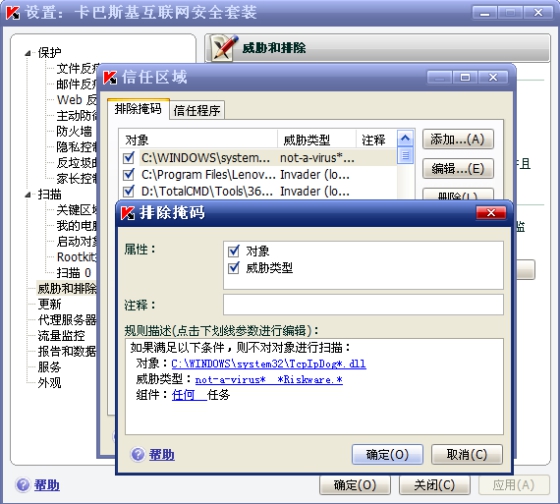 设置：卡巴斯基互联网安全套装
保护
文件反
邮件反
Web 反
主动防
防火墙
隐私控
反垃圾
家长控
扫描
关键区
我的电
启动对
Rootkit
扫描 0
威胁和排除
更新
代理服务器
流量监控
报告和数据
服务
外观
威胁和排除
信任区域
排除掩码 信任程序
对象 威胁类型 注释
C:\WINDOWS\system... not-a-virus*...
C:\Program Files\Lenov... Invader (lo...
D:\TotalCMD\Tools\36... Invader (lo...
添加...(A)
编辑...(E)
删除(L)
且
监
排除掩码
属性：
对象
威胁类型
注释：
规则描述(点击下划线参数进行编辑)：
如果满足以下条件，则不对对象进行扫描：
对象：C:\WINDOWS\system32\TcpIpDog*.dll
威胁类型：not-a-virus* *Riskware.*
组件：任何 任务
帮助
确定(O)
取消(C)
帮助
确定(O)
关闭(C)
应用(A)